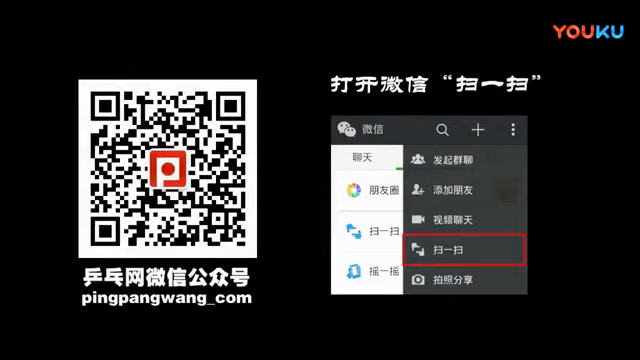 YOUKU
打开微信“扫一扫”
微信
聊天
发起群聊
朋友圈
添加朋友
扫一扫
视频聊天
扫一扫
摇一摇
拍照分享
乒乓网微信公众号
pingpangwang_com